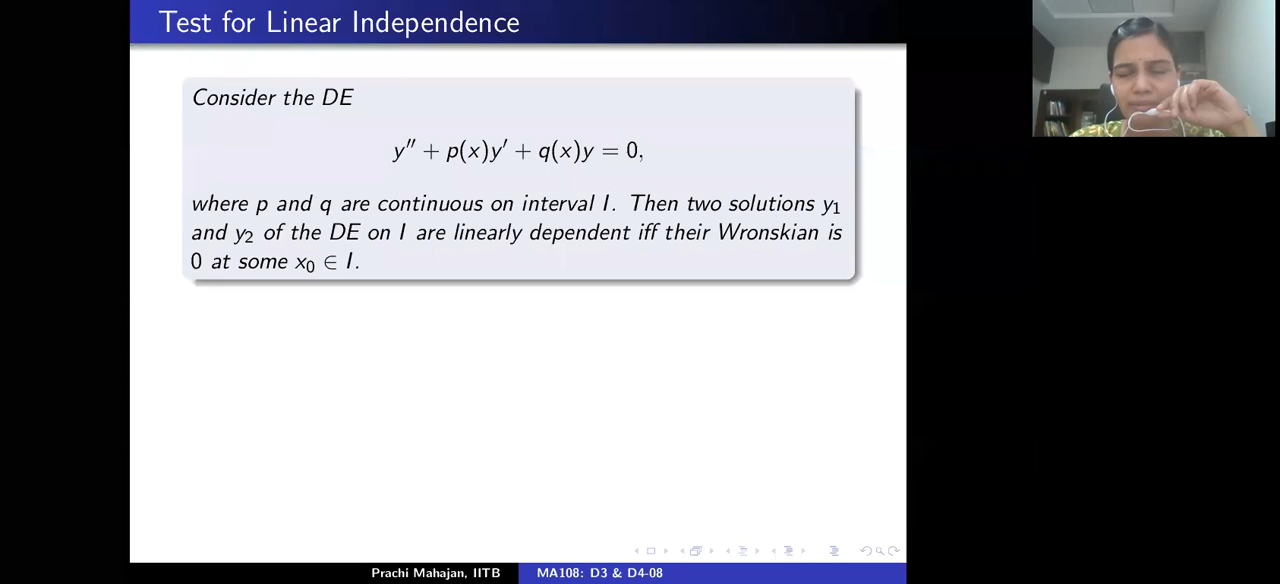 Test for Linear Independence
Consider the DE
y′′ + p(x)y′ + q(x)y = 0,
where p and q are continuous on interval I. Then two solutions y₁
and y₂ of the DE on I are linearly dependent iff their Wronskian is
0 at some x₀ ∈ I.
Prachi Mahajan, IITB MA108: D3 & D4-08